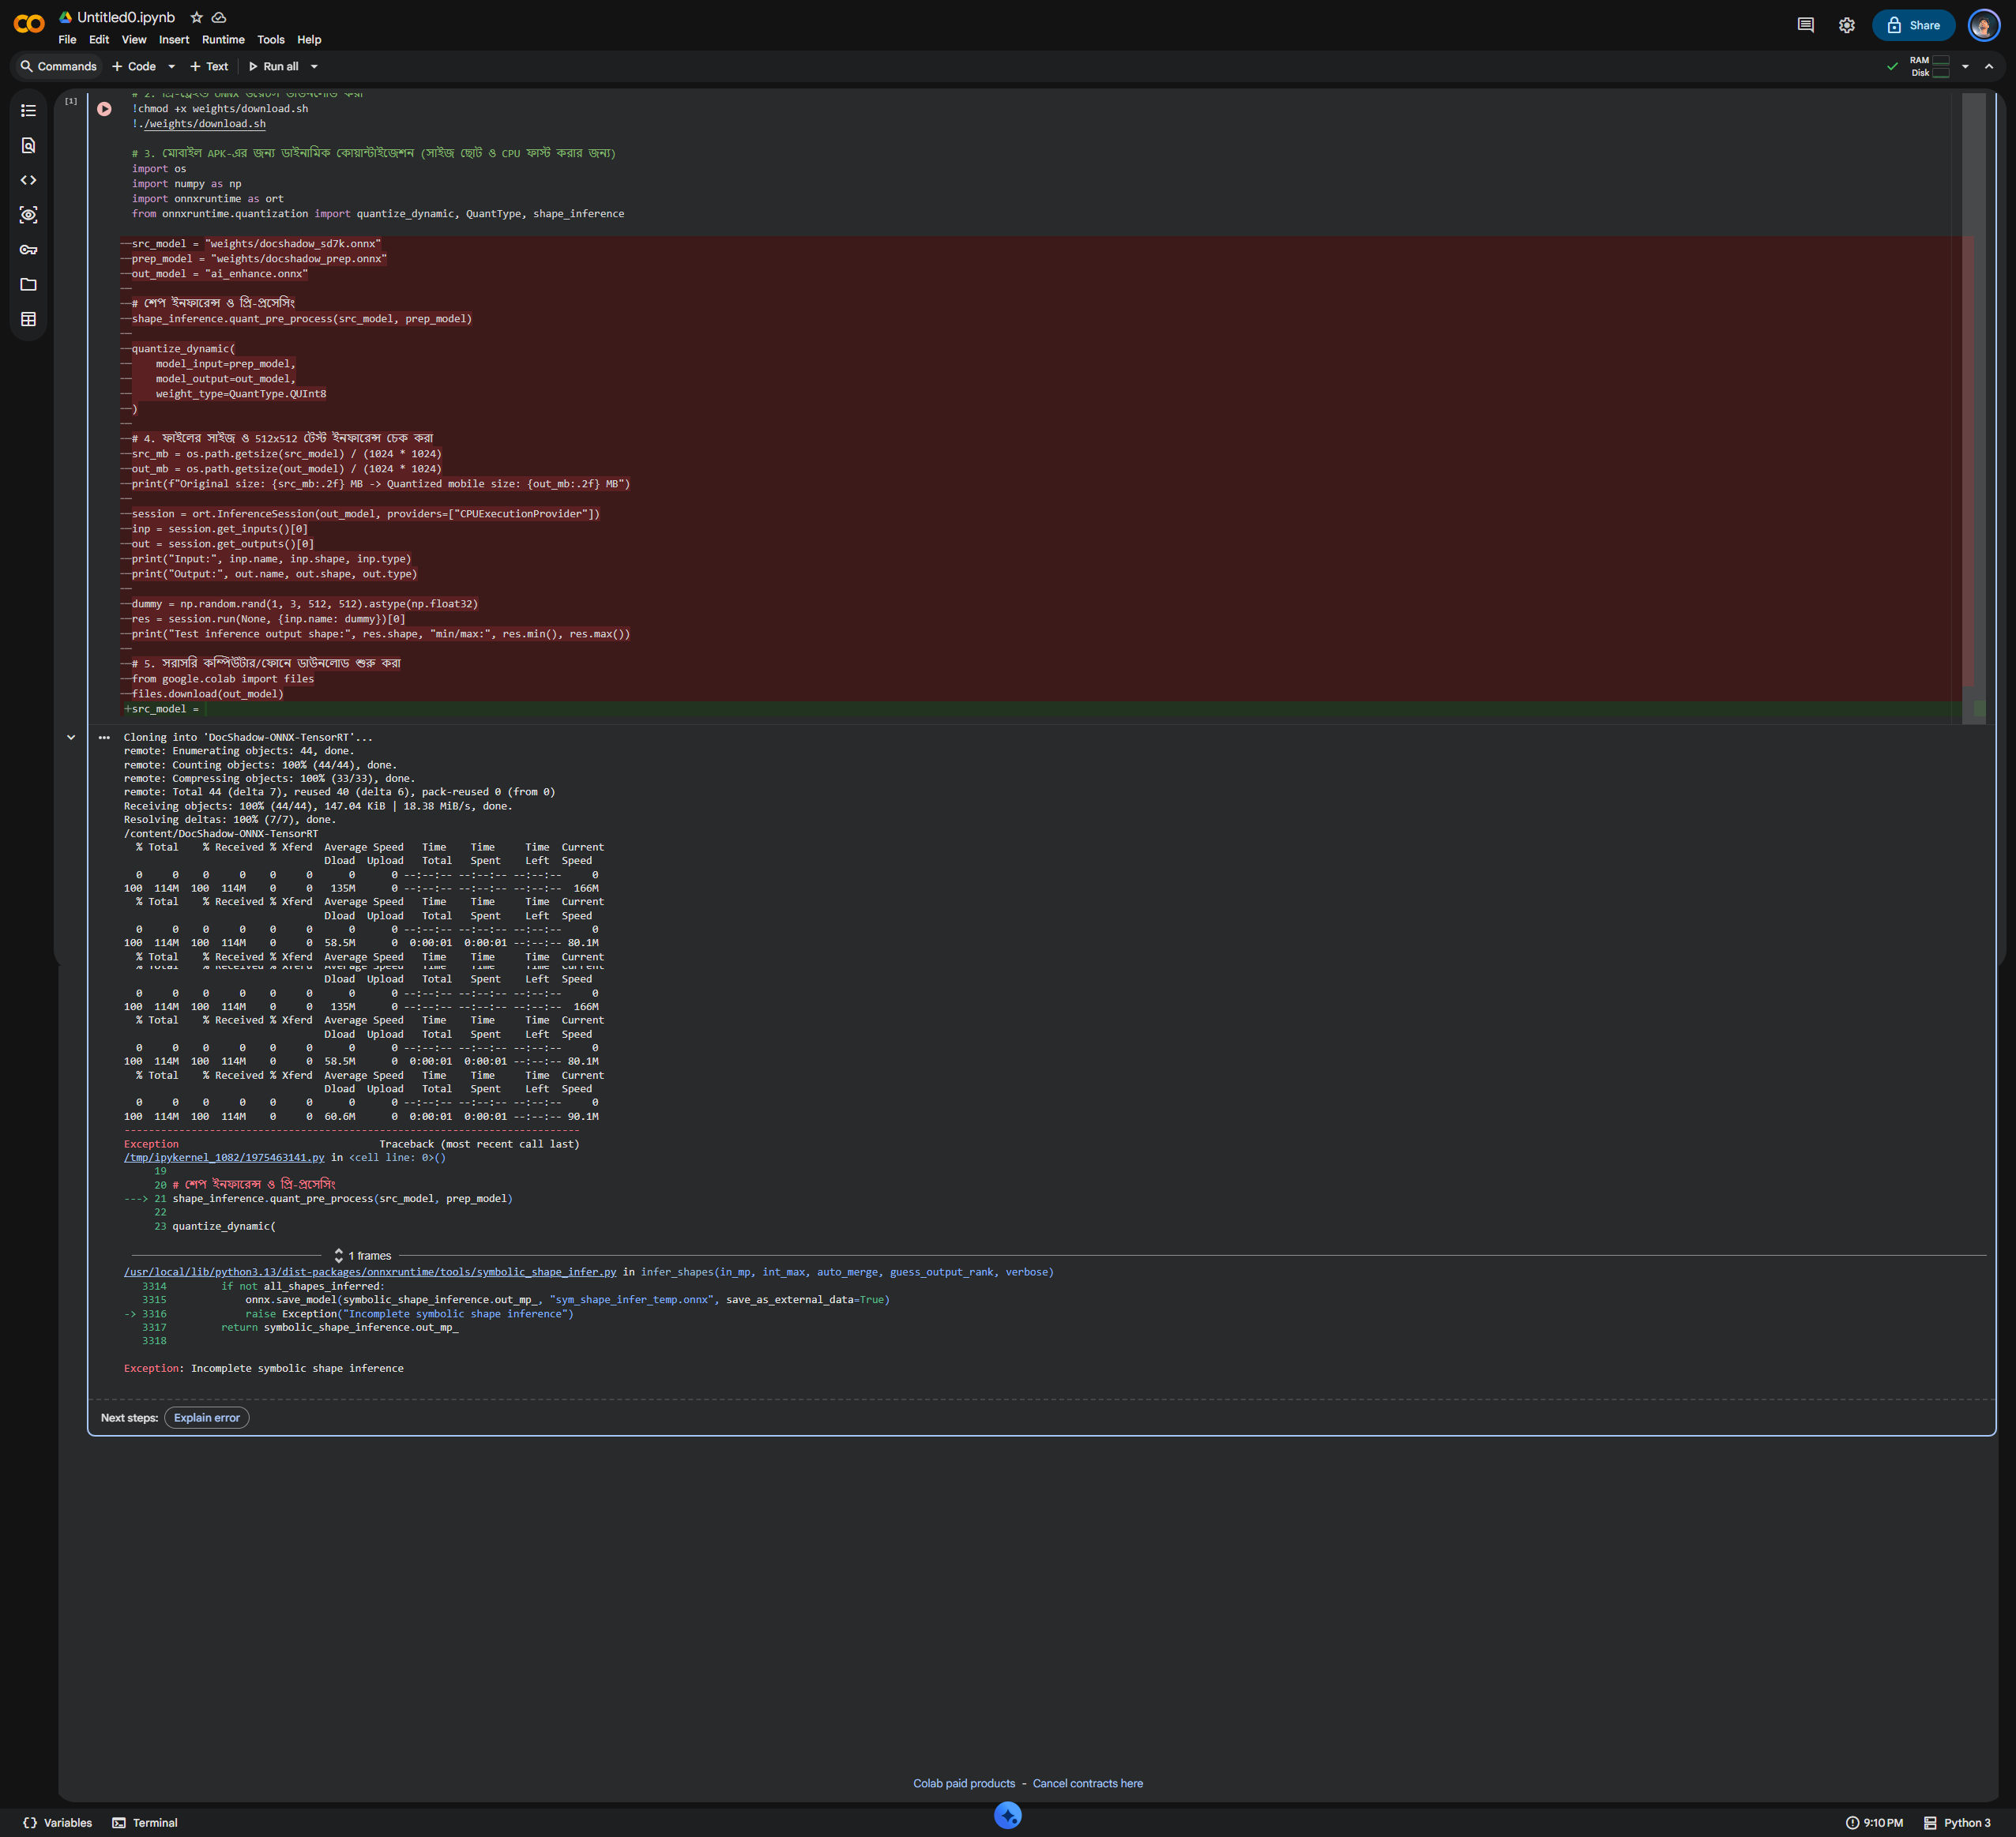 Untitled0.ipynb
File Edit View Insert Runtime Tools Help
Share
Commands + Code + Text Run all
RAM
Disk
[1]
# 2. প্রি-ট্রেইন্ড ONNX ওয়েটস ডাউনলোড করা
!chmod +x weights/download.sh
!./weights/download.sh
# 3. মোবাইল APK-এর জন্য ডাইনামিক কোয়ান্টাইজেশন (সাইজ ছোট ও CPU ফাস্ট করার জন্য)
import os
import numpy as np
import onnxruntime as ort
from onnxruntime.quantization import quantize_dynamic, QuantType, shape_inference
—src_model = "weights/docshadow_sd7k.onnx"
—prep_model = "weights/docshadow_prep.onnx"
—out_model = "ai_enhance.onnx"
—
—# শেপ ইনফারেন্স ও প্রি-প্রসেসিং
—shape_inference.quant_pre_process(src_model, prep_model)
—
—quantize_dynamic(
—    model_input=prep_model,
—    model_output=out_model,
—    weight_type=QuantType.QUInt8
—)
—
—# 4. ফাইলের সাইজ ও 512x512 টেস্ট ইনফারেন্স চেক করা
—src_mb = os.path.getsize(src_model) / (1024 * 1024)
—out_mb = os.path.getsize(out_model) / (1024 * 1024)
—print(f"Original size: {src_mb:.2f} MB -> Quantized mobile size: {out_mb:.2f} MB")
—
—session = ort.InferenceSession(out_model, providers=["CPUExecutionProvider"])
—inp = session.get_inputs()[0]
—out = session.get_outputs()[0]
—print("Input:", inp.name, inp.shape, inp.type)
—print("Output:", out.name, out.shape, out.type)
—
—dummy = np.random.rand(1, 3, 512, 512).astype(np.float32)
—res = session.run(None, {inp.name: dummy})[0]
—print("Test inference output shape:", res.shape, "min/max:", res.min(), res.max())
—
—# 5. সরাসরি কম্পিউটার/ফোনে ডাউনলোড শুরু করা
—from google.colab import files
—files.download(out_model)
+src_model =
Cloning into 'DocShadow-ONNX-TensorRT'...
remote: Enumerating objects: 44, done.
remote: Counting objects: 100% (44/44), done.
remote: Compressing objects: 100% (33/33), done.
remote: Total 44 (delta 7), reused 40 (delta 6), pack-reused 0 (from 0)
Receiving objects: 100% (44/44), 147.04 KiB | 18.38 MiB/s, done.
Resolving deltas: 100% (7/7), done.
/content/DocShadow-ONNX-TensorRT
% Total % Received % Xferd Average Speed Time Time Time Current
Dload Upload Total Spent Left Speed
0 0 0 0 0 0 0 0 --:--:-- --:--:-- --:--:-- 0
100 114M 100 114M 0 0 135M 0 --:--:-- --:--:-- --:--:-- 166M
% Total % Received % Xferd Average Speed Time Time Time Current
Dload Upload Total Spent Left Speed
0 0 0 0 0 0 0 0 --:--:-- --:--:-- --:--:-- 0
100 114M 100 114M 0 0 58.5M 0 0:00:01 0:00:01 --:--:-- 80.1M
% Total % Received % Xferd Average Speed Time Time Time Current
% Total % Received % Xferd Average Speed Time Time Time Current
Dload Upload Total Spent Left Speed
0 0 0 0 0 0 0 0 --:--:-- --:--:-- --:--:-- 0
100 114M 100 114M 0 0 135M 0 --:--:-- --:--:-- --:--:-- 166M
% Total % Received % Xferd Average Speed Time Time Time Current
Dload Upload Total Spent Left Speed
0 0 0 0 0 0 0 0 --:--:-- --:--:-- --:--:-- 0
100 114M 100 114M 0 0 58.5M 0 0:00:01 0:00:01 --:--:-- 80.1M
% Total % Received % Xferd Average Speed Time Time Time Current
Dload Upload Total Spent Left Speed
0 0 0 0 0 0 0 0 --:--:-- --:--:-- --:--:-- 0
100 114M 100 114M 0 0 60.6M 0 0:00:01 0:00:01 --:--:-- 90.1M
---------------------------------------------------------------------------
Exception Traceback (most recent call last)
/tmp/ipykernel_1082/1975463141.py in <cell line: 0>()
19
20 # শেপ ইনফারেন্স ও প্রি-প্রসেসিং
---> 21 shape_inference.quant_pre_process(src_model, prep_model)
22
23 quantize_dynamic(
1 frames
/usr/local/lib/python3.13/dist-packages/onnxruntime/tools/symbolic_shape_infer.py in infer_shapes(in_mp, int_max, auto_merge, guess_output_rank, verbose)
3314 if not all_shapes_inferred:
3315 onnx.save_model(symbolic_shape_inference.out_mp_, "sym_shape_infer_temp.onnx", save_as_external_data=True)
-> 3316 raise Exception("Incomplete symbolic shape inference")
3317 return symbolic_shape_inference.out_mp_
3318
Exception: Incomplete symbolic shape inference
Next steps: Explain error
Colab paid products - Cancel contracts here
Variables Terminal
9:10 PM Python 3